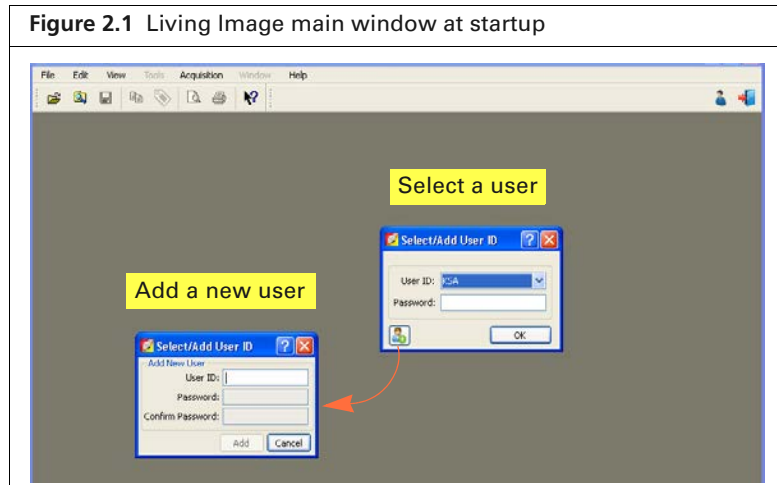 Figure 2.1 Living Image main window at startup
File Edit View Tools Acquisition Window Help
Select a user
Select/Add User ID
User ID: KSA
Password:
OK
Add a new user
Select/Add User ID
Add New User
User ID:
Password:
Confirm Password:
Add Cancel